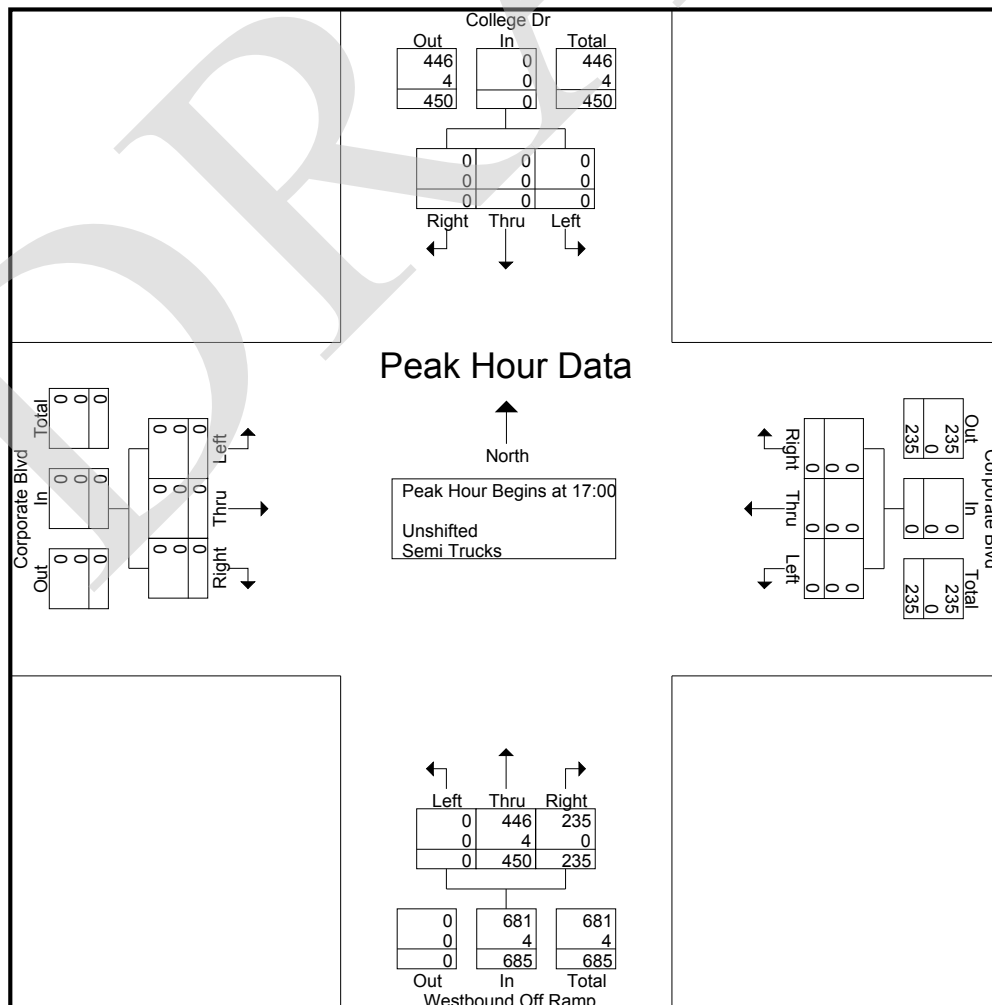 College Dr
Out In Total
446 0 446
4 0 4
450 0 450
0 0 0
0 0 0
0 0 0
Right Thru Left
Peak Hour Data
North
Peak Hour Begins at 17:00
Unshifted
Semi Trucks
Corporate Blvd
Total
0 0 0
In
0 0 0
Out
0 0 0
Left
0 0 0
Thru
0 0 0
Right
0 0 0
Right
0 0 0
Thru
0 0 0
Left
0 0 0
Out
235
0
235
In
0
0
0
Total
235
0
235
Corporate Blvd
Left Thru Right
0 446 235
0 4 0
0 450 235
0 681 681
0 4 4
0 685 685
Out In Total
Westbound Off Ramp